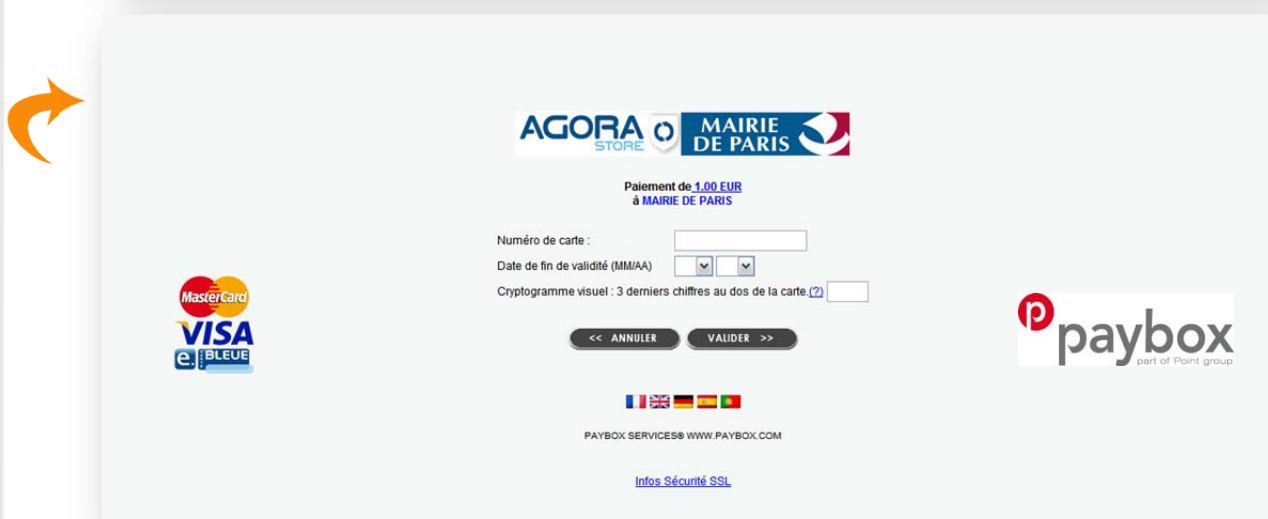 AGORA
STORE
MAIRIE
DE PARIS
Paiement de 1.00 EUR
à MAIRIE DE PARIS
Numéro de carte :
Date de fin de validité (MM/AA)
Cryptogramme visuel : 3 derniers chiffres au dos de la carte.(?)
MasterCard
VISA
e. BLEUE
<< ANNULER
VALIDER >>
paybox
part of Point group
PAYBOX SERVICES® WWW.PAYBOX.COM
Infos Sécurité SSL